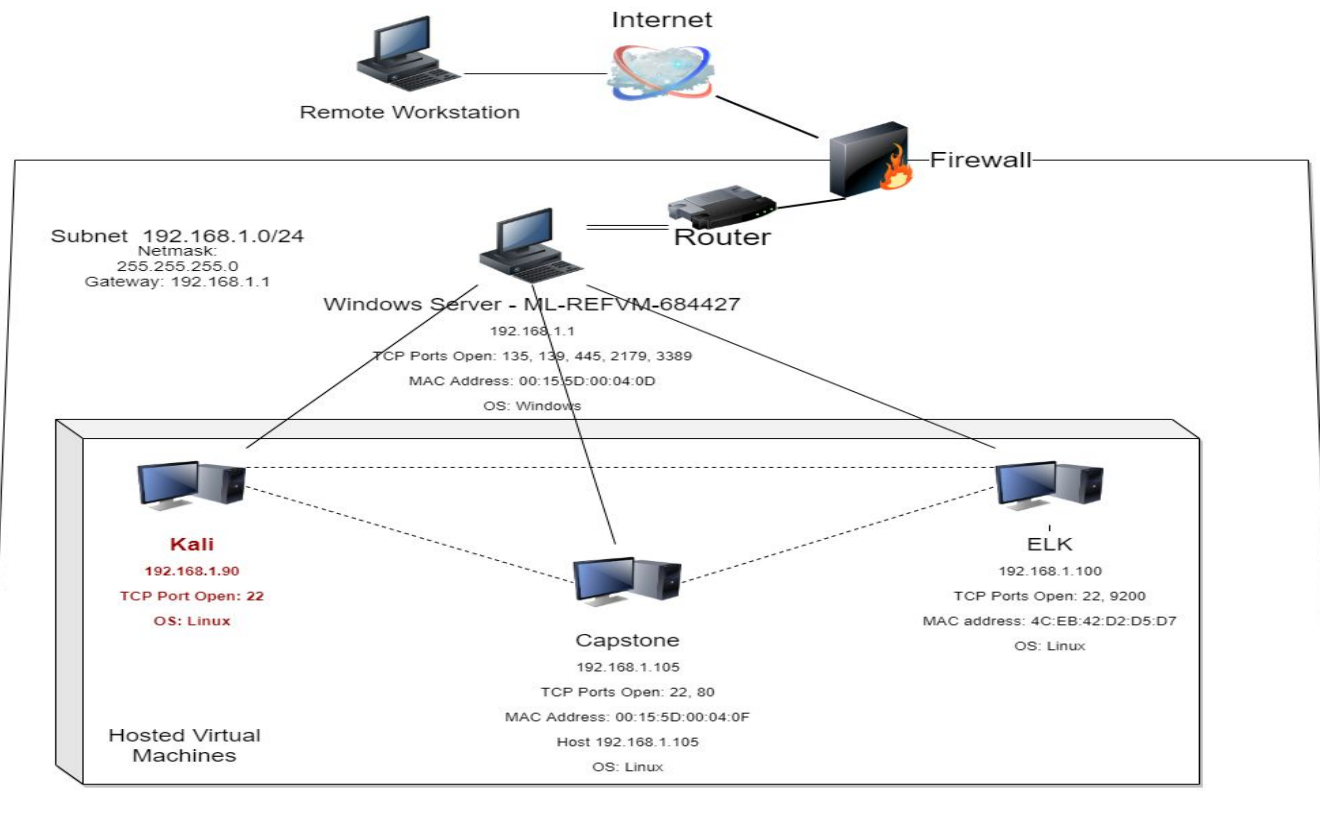 Internet
Remote Workstation
Firewall
Router
Subnet 192.168.1.0/24
Netmask:
255.255.255.0
Gateway: 192.168.1.1
Windows Server - ML-REFVM-684427
192.168.1.1
TCP Ports Open: 135, 139, 445, 2179, 3389
MAC Address: 00:15:5D:00:04:0D
OS: Windows
Kali
192.168.1.90
TCP Port Open: 22
OS: Linux
Capstone
192.168.1.105
TCP Ports Open: 22, 80
MAC Address: 00:15:5D:00:04:0F
Host 192.168.1.105
OS: Linux
ELK
192.168.1.100
TCP Ports Open: 22, 9200
MAC address: 4C:EB:42:D2:D5:D7
OS: Linux
Hosted Virtual
Machines